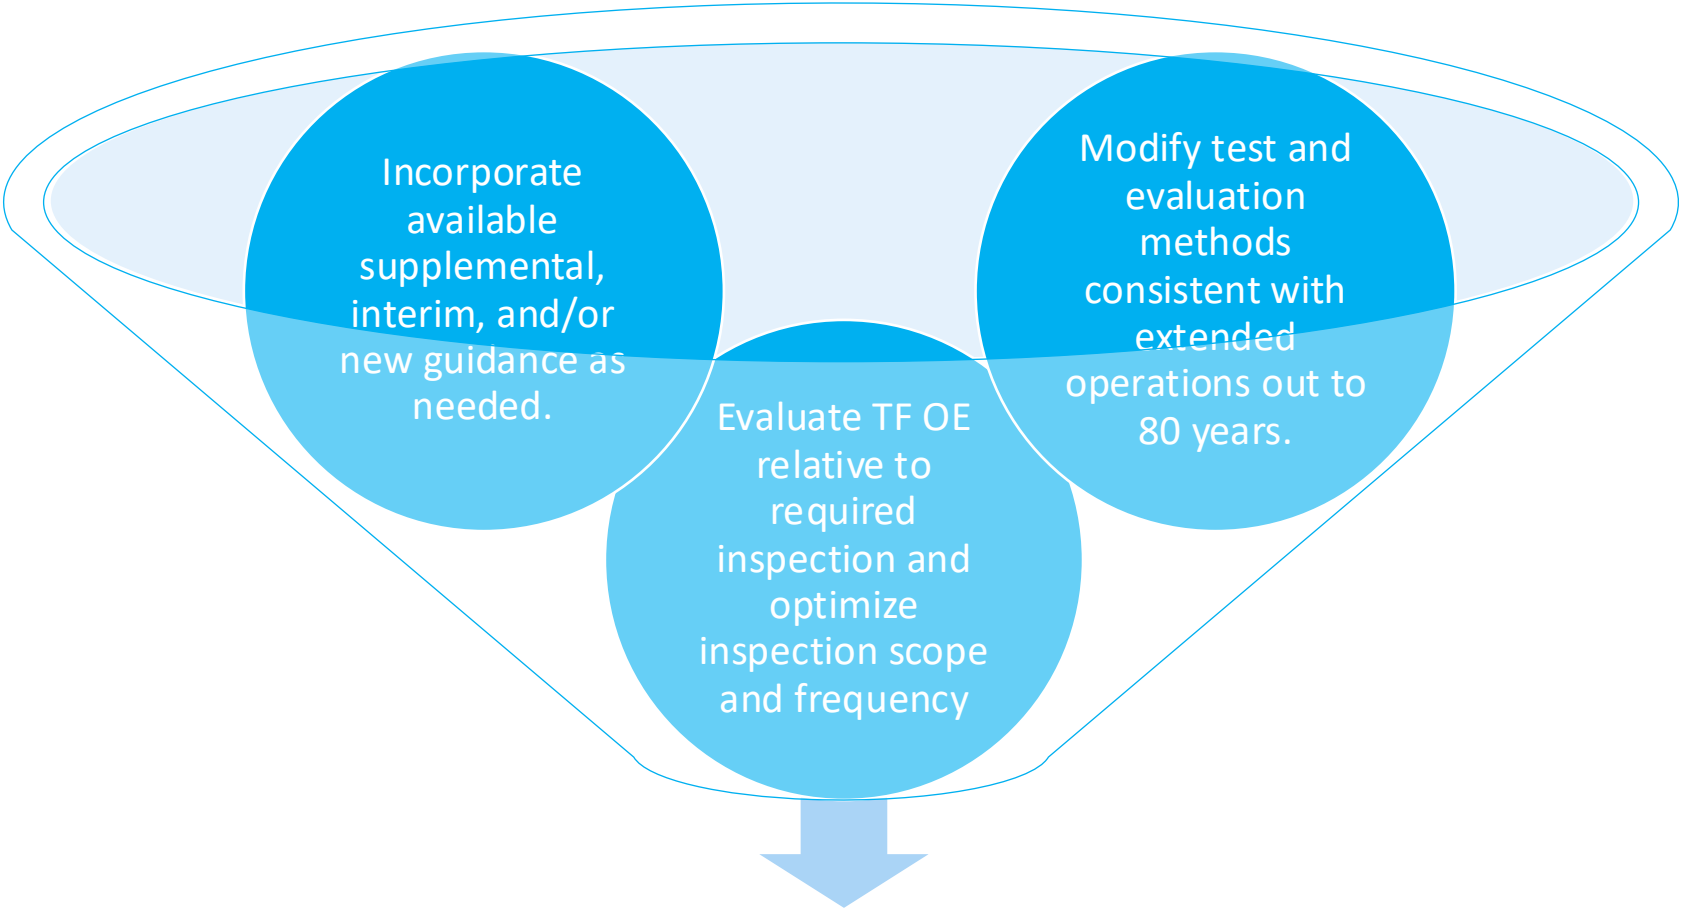 Incorporate
available
supplemental,
interim, and/or
new guidance as
needed.
Modify test and
evaluation
methods
consistent with
extended
operations out to
80 years.
Evaluate TF OE
relative to
required
inspection and
optimize
inspection scope
and frequency